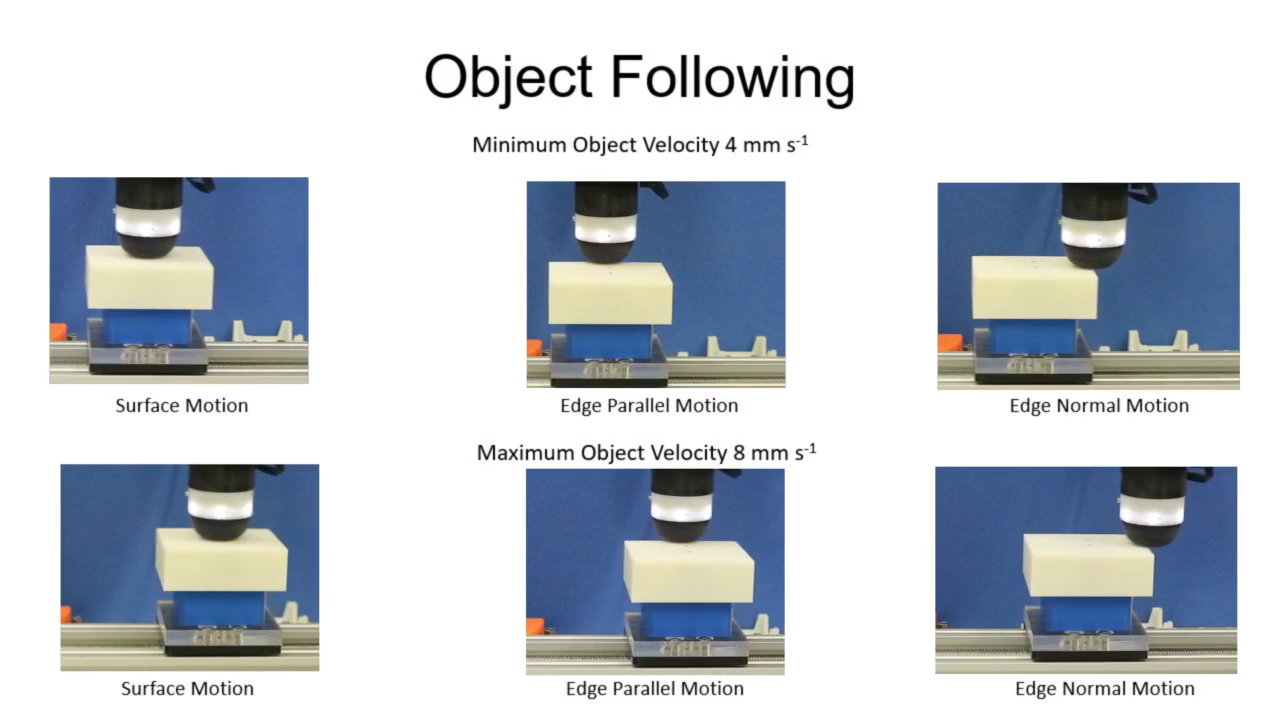 Object Following
Minimum Object Velocity 4 mm s⁻¹
Surface Motion
Edge Parallel Motion
Edge Normal Motion
Maximum Object Velocity 8 mm s⁻¹
Surface Motion
Edge Parallel Motion
Edge Normal Motion